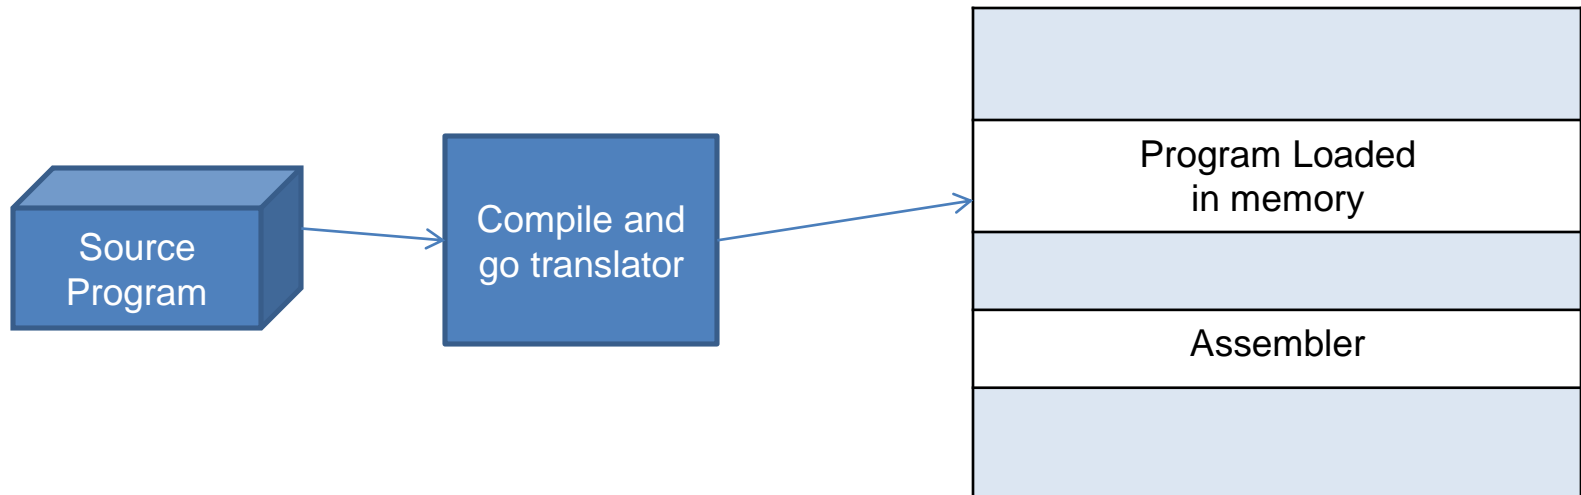 Source
Program
Compile and
go translator
Program Loaded
in memory
Assembler